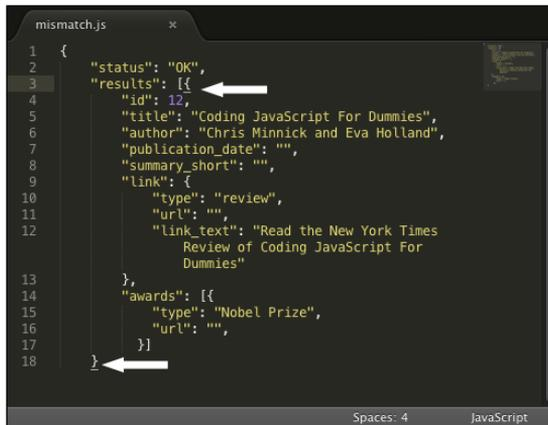 mismatch.js ×
1 {
2 "status": "OK",
3 "results": [{
4 "id": 12,
5 "title": "Coding JavaScript For Dummies",
6 "author": "Chris Minnick and Eva Holland",
7 "publication_date": "",
8 "summary_short": "",
9 "link": {
10 "type": "review",
11 "url": "",
12 "link_text": "Read the New York Times
Review of Coding JavaScript For
Dummies"
13 },
14 "awards": [{
15 "type": "Nobel Prize",
16 "url": "",
17 }]
18 }
Spaces: 4 JavaScript